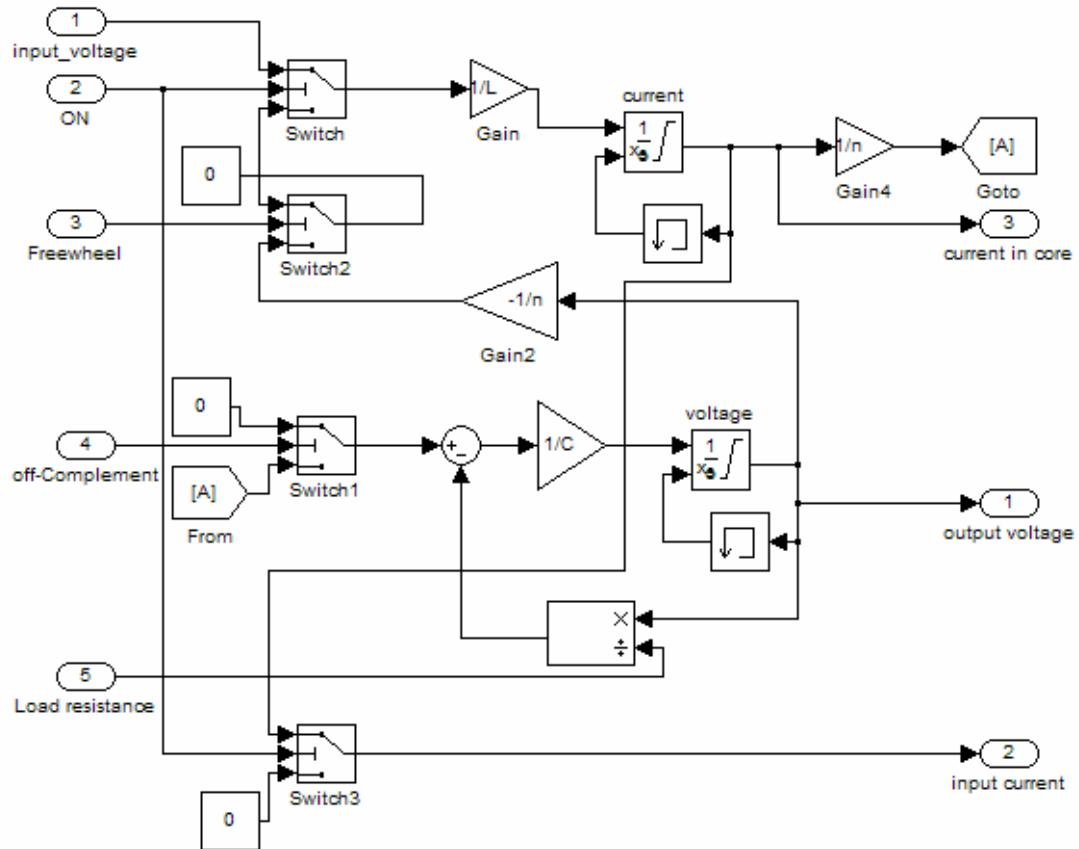 1
input_voltage
2
ON
Switch
1/L
Gain
current
1
x
o
s
1/n
Gain4
[A]
Goto
0
3
Freewheel
Switch2
3
current in core
-1/n
Gain2
0
4
off-Complement
[A]
From
Switch1
+
-
1/C
voltage
1
x
o
s
1
output voltage
×
÷
5
Load resistance
Switch3
0
2
input current